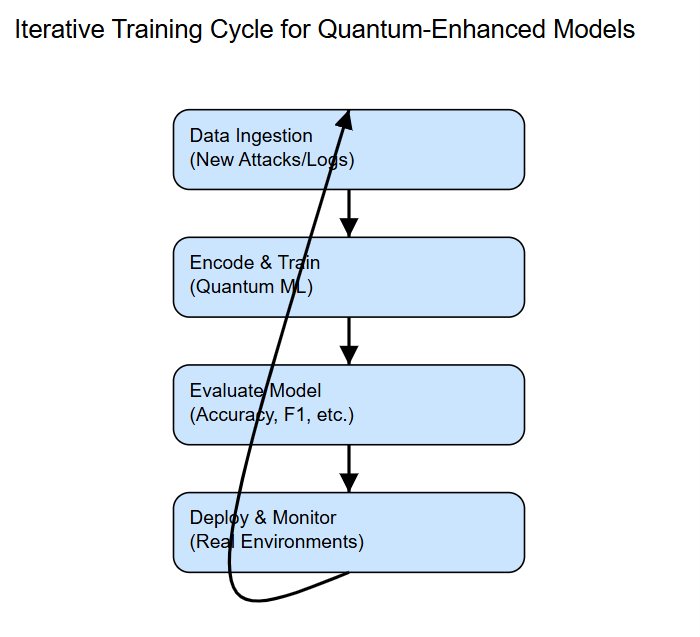 Iterative Training Cycle for Quantum-Enhanced Models
Data Ingestion
(New Attacks/Logs)
Encode & Train
(Quantum ML)
Evaluate Model
(Accuracy, F1, etc.)
Deploy & Monitor
(Real Environments)